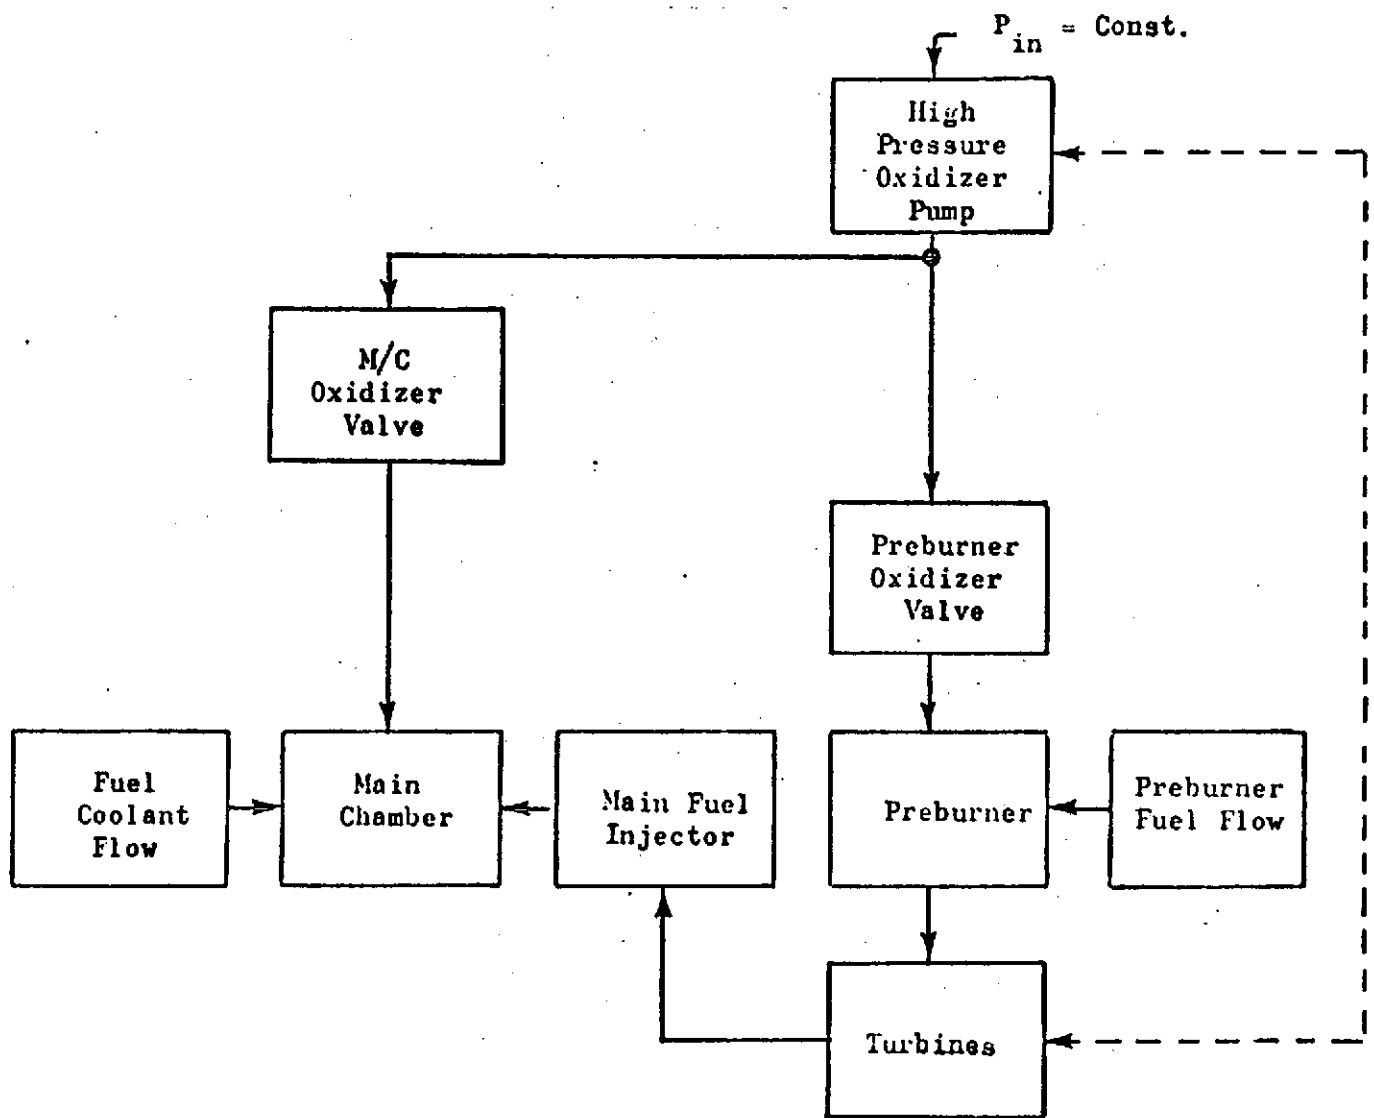 P_in = Const.
High
Pressure
Oxidizer
Pump
M/C
Oxidizer
Valve
Preburner
Oxidizer
Valve
Fuel
Coolant
Flow
Main
Chamber
Main Fuel
Injector
Preburner
Preburner
Fuel Flow
Turbines